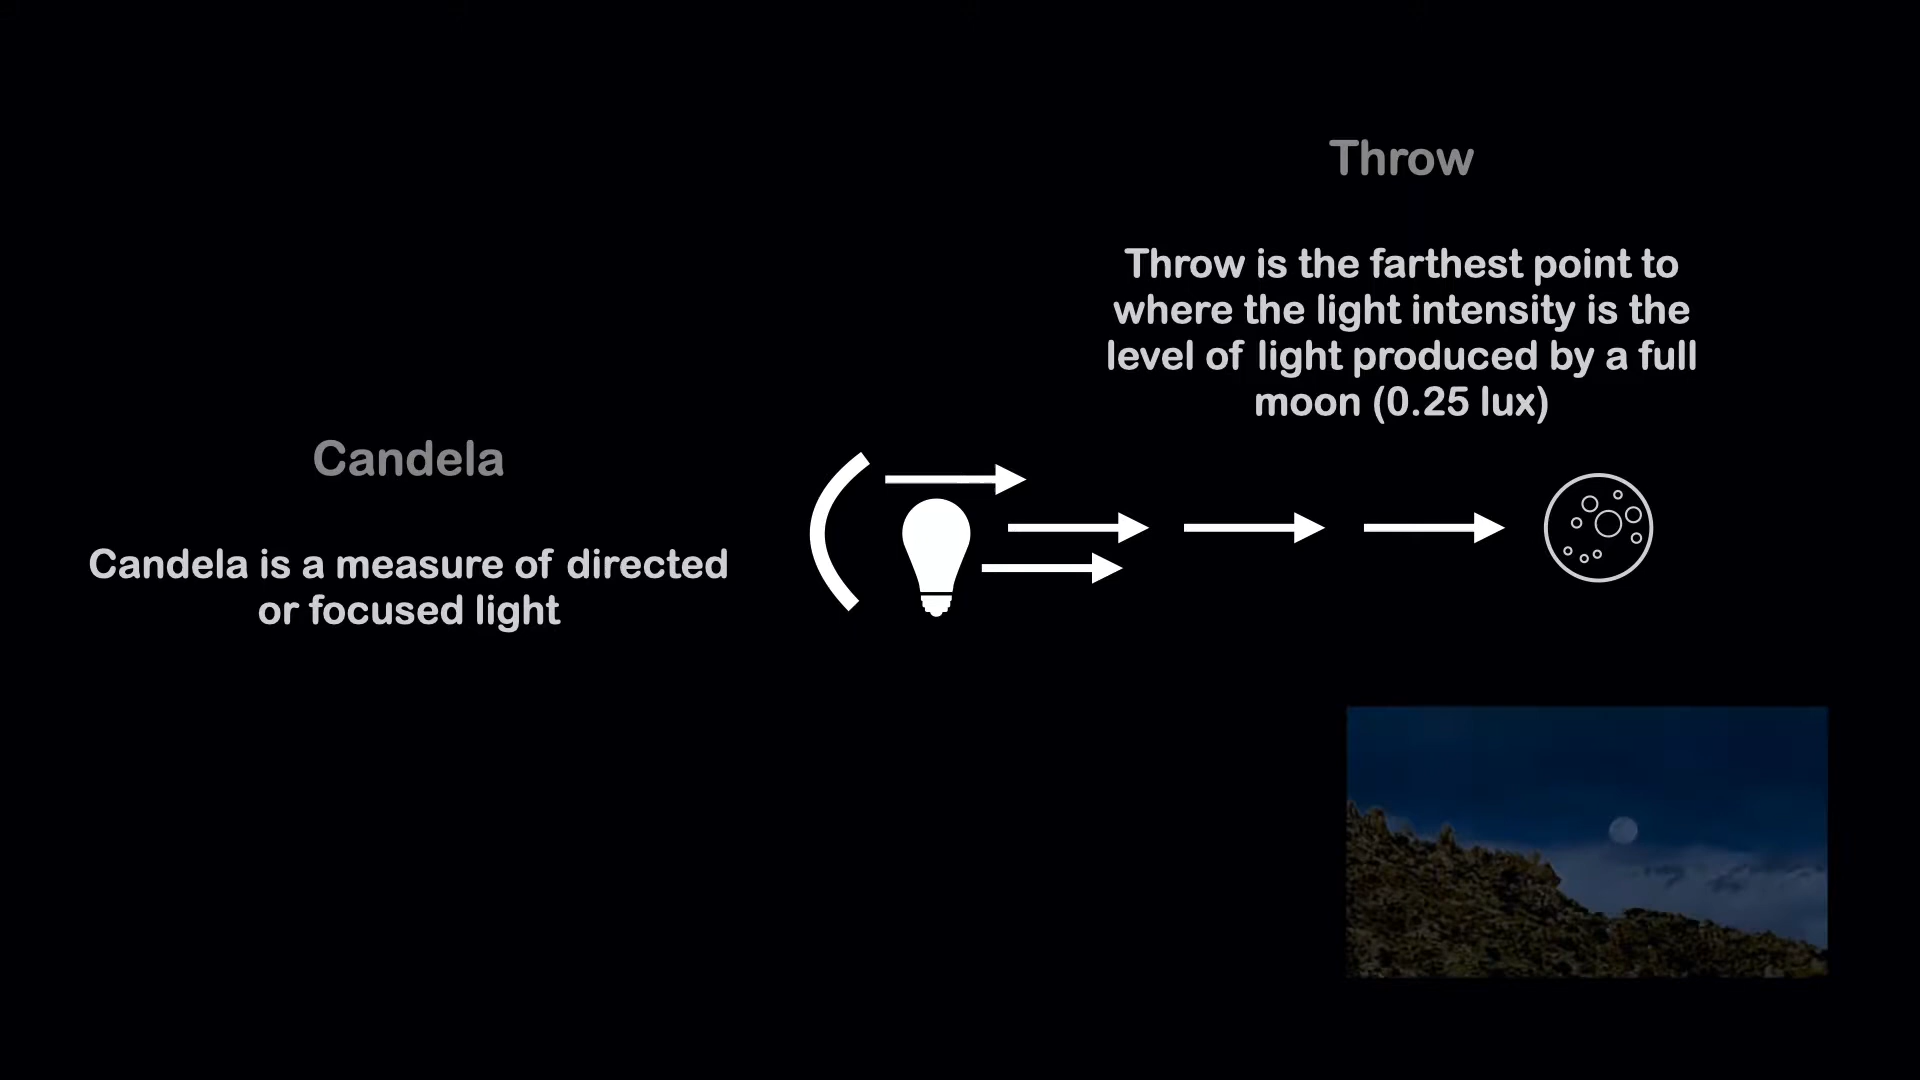 Throw
Throw is the farthest point to
where the light intensity is the
level of light produced by a full
moon (0.25 lux)
Candela
Candela is a measure of directed
or focused light